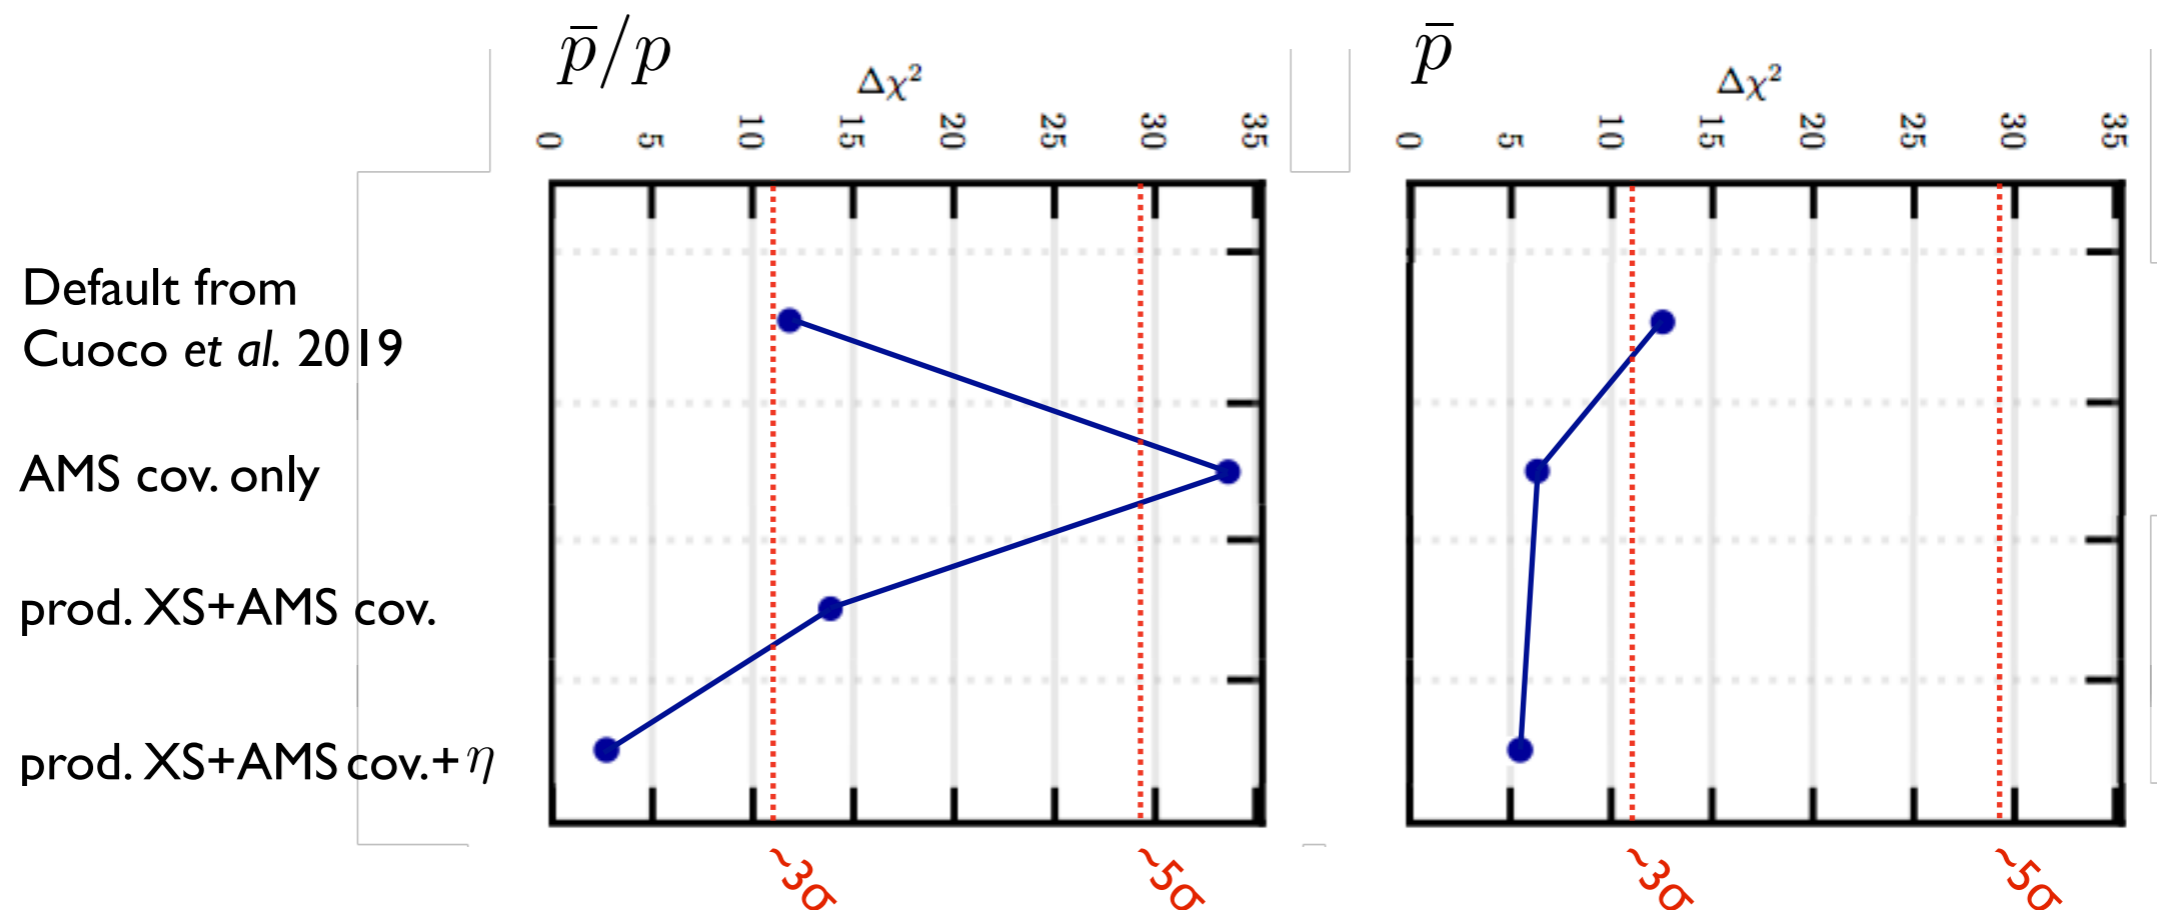 p̄/p
Δχ²
0 5 10 15 20 25 30 35
p̄
Δχ²
0 5 10 15 20 25 30 35
Default from
Cuoco et al. 2019
AMS cov. only
prod. XS+AMS cov.
prod. XS+AMS cov.+η
~3σ
~5σ
~3σ
~5σ